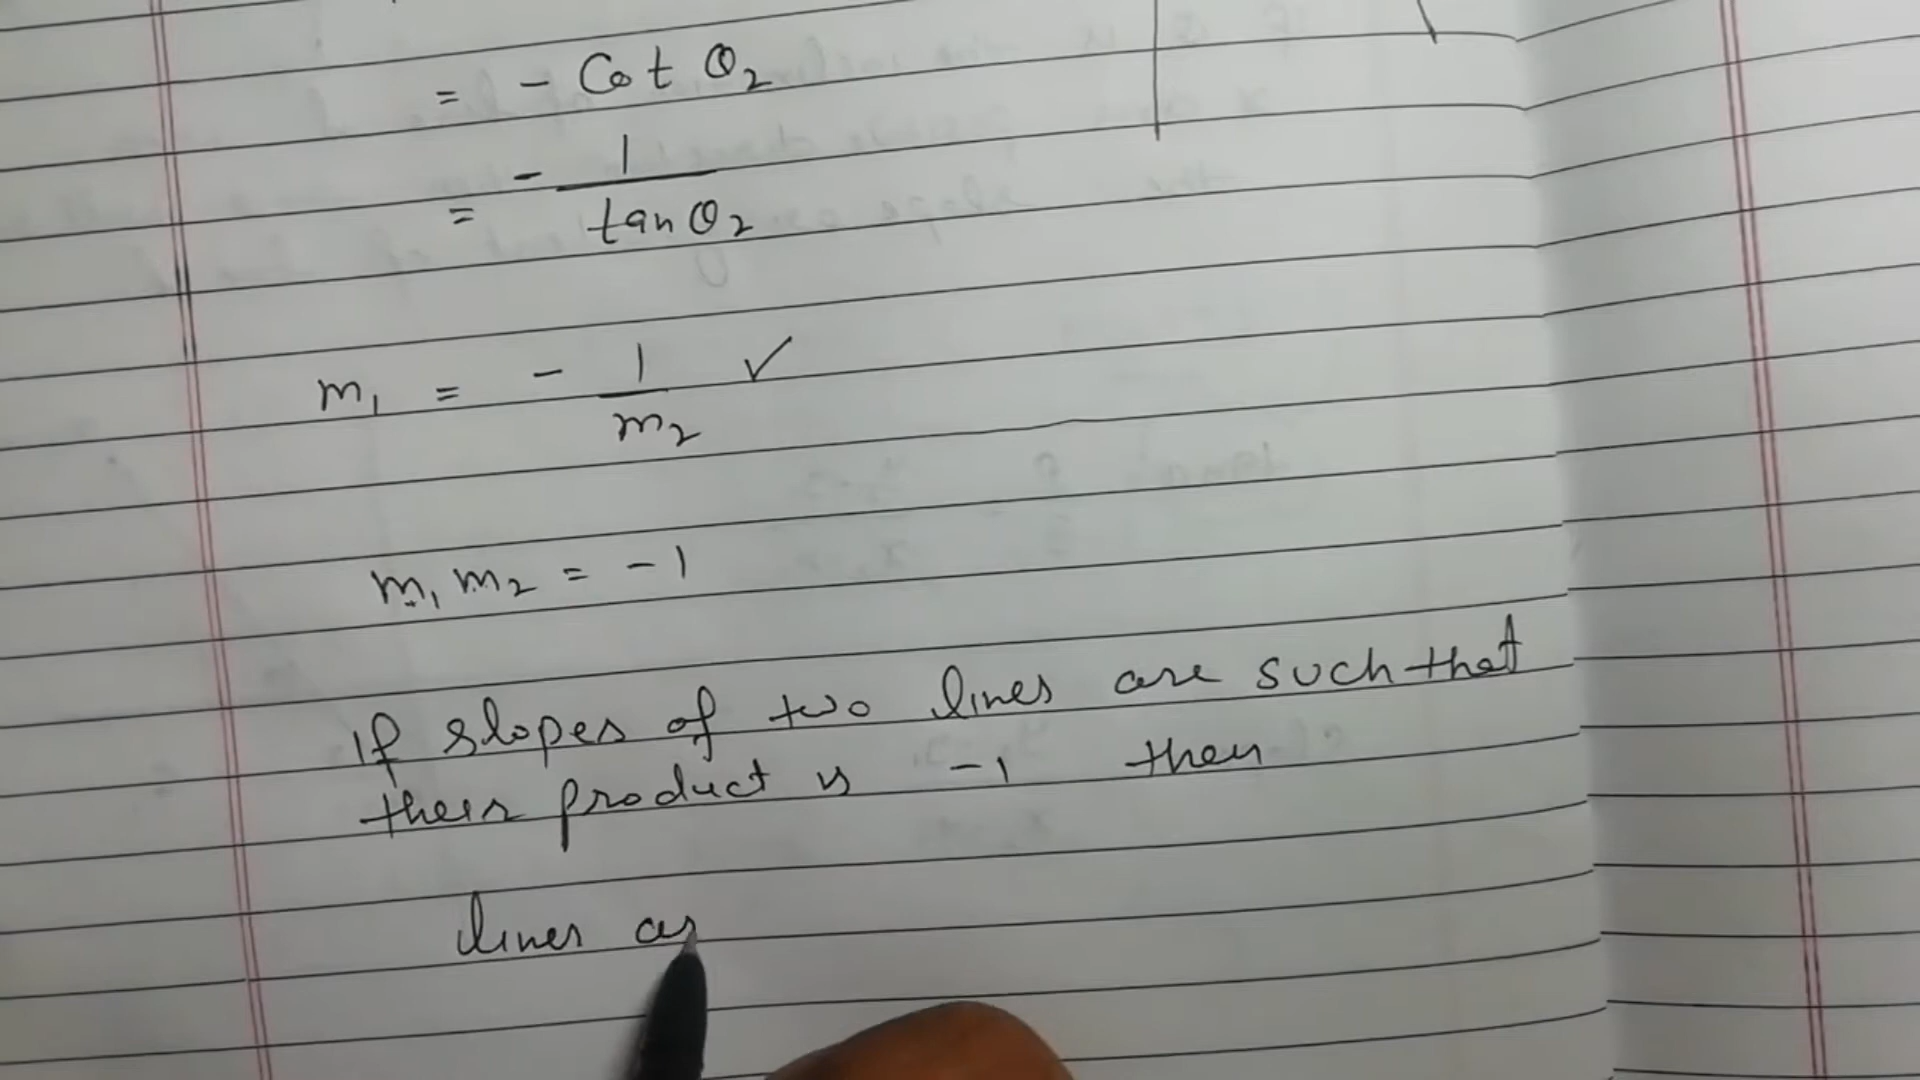 = - Cot θ2
= - 1/tan θ2
m1 = - 1/m2 ✓
m1 m2 = -1
If slopes of two lines are such that
their product is -1 then
lines